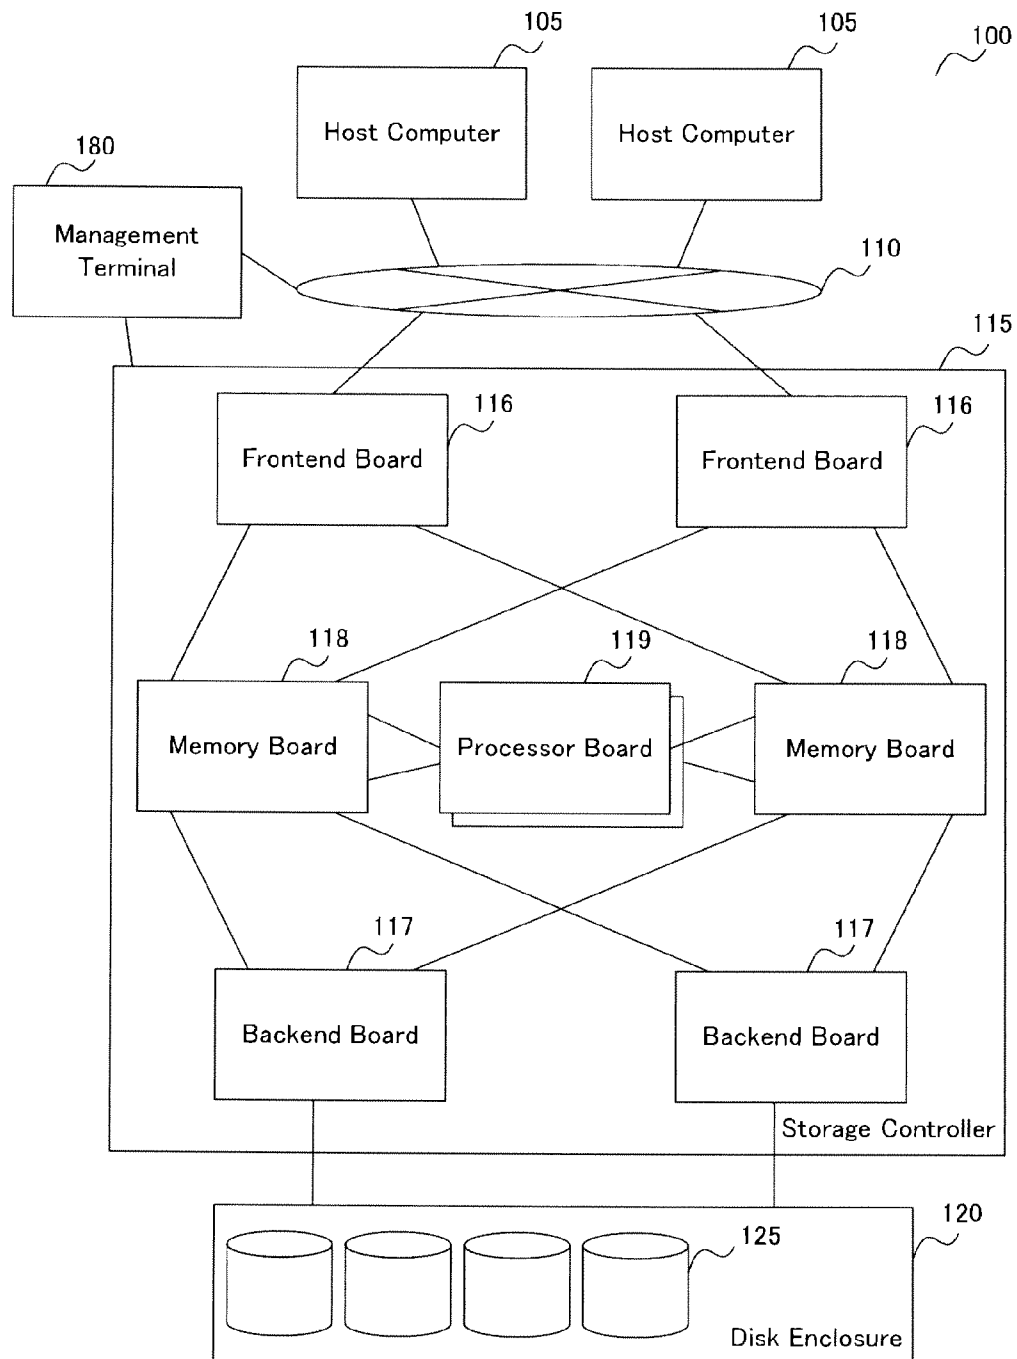 105
105
100
Host Computer
Host Computer
180
Management
Terminal
110
115
116
116
Frontend Board
Frontend Board
118
119
118
Memory Board
Processor Board
Memory Board
117
117
Backend Board
Backend Board
Storage Controller
120
125
Disk Enclosure